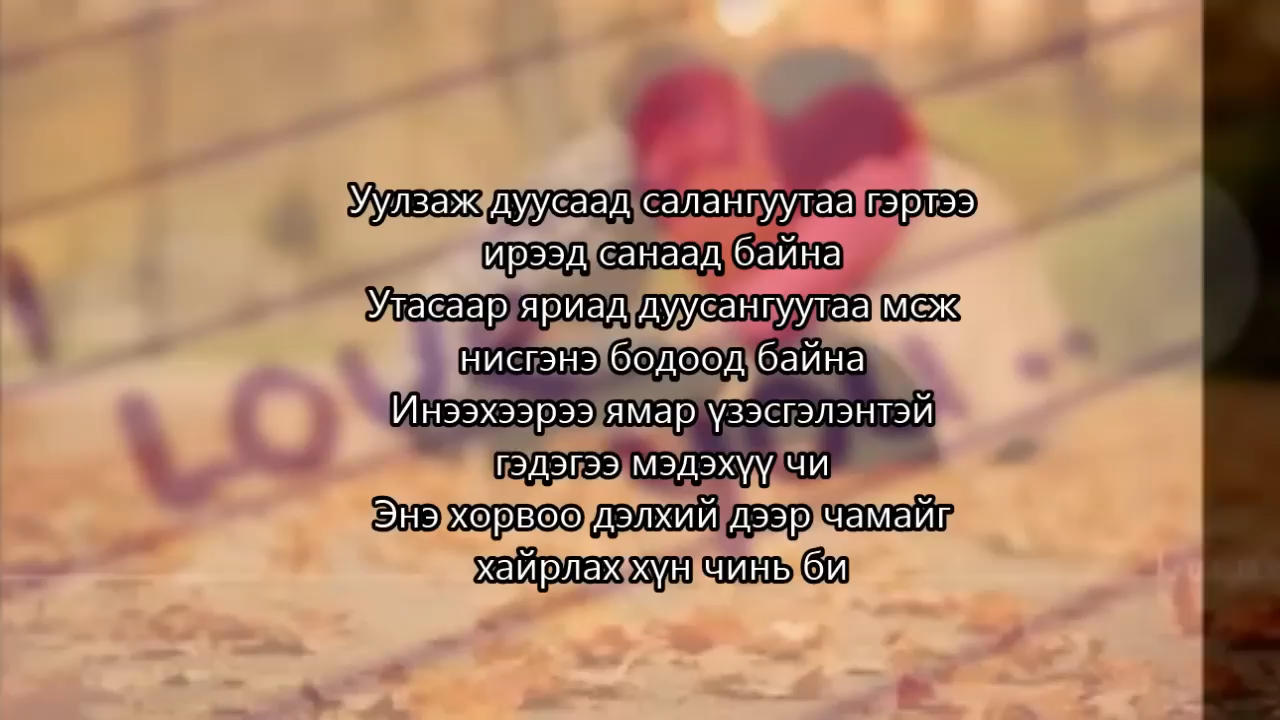 Уулзаж дуусаад салангуутаа гэртээ
ирээд санаад байна
Утасаар яриад дуусангуутаа мсж
нисгэнэ бодоод байна
Инээхээрээ ямар үзэсгэлэнтэй
гэдэгээ мэдэхүү чи
Энэ хорвоо дэлхий дээр чамайг
хайрлах хүн чинь би